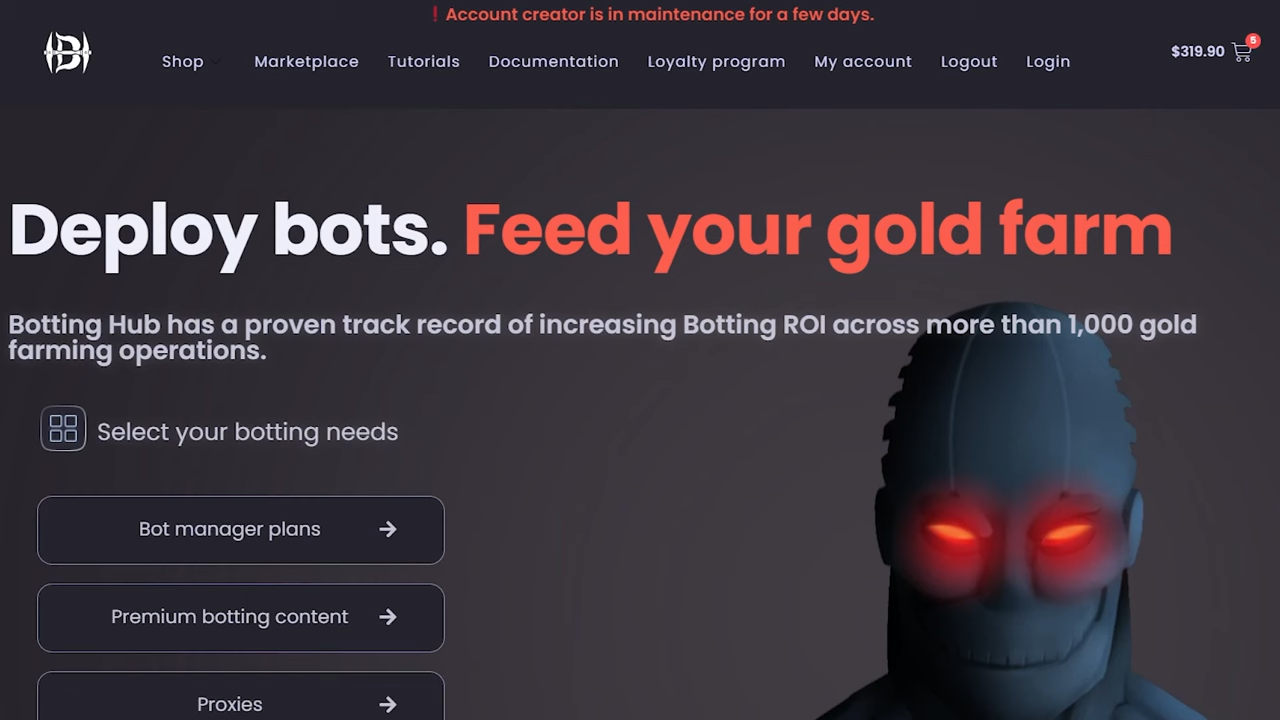 ❗ Account creator is in maintenance for a few days.
B
Shop Marketplace Tutorials Documentation Loyalty program My account Logout Login $319.90 5
Deploy bots. Feed your gold farm
Botting Hub has a proven track record of increasing Botting ROI across more than 1,000 gold
farming operations.
Select your botting needs
Bot manager plans
Premium botting content
Proxies